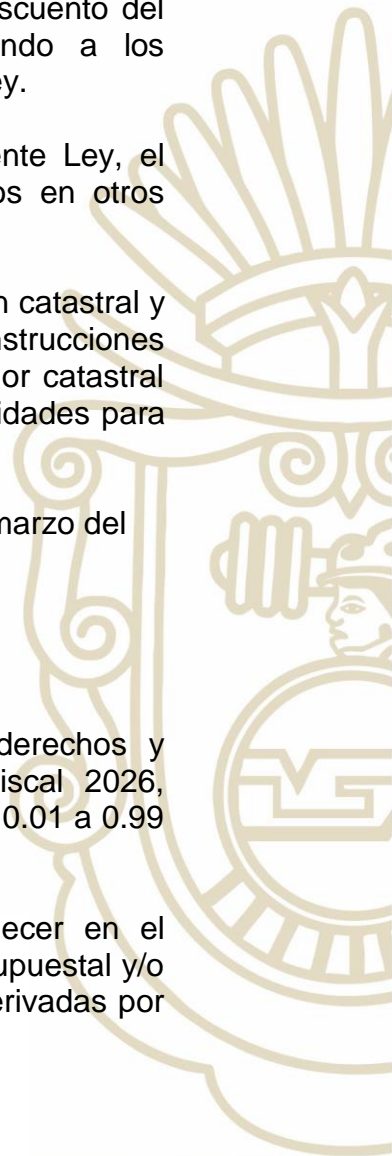 scuento del
ndo a los
ey.
ente Ley, el
os en otros
n catastral y
nstrucciones
or catastral
idades para
marzo del
derechos y
iscal 2026,
0.01 a 0.99
ecer en el
upuestal y/o
erivadas por